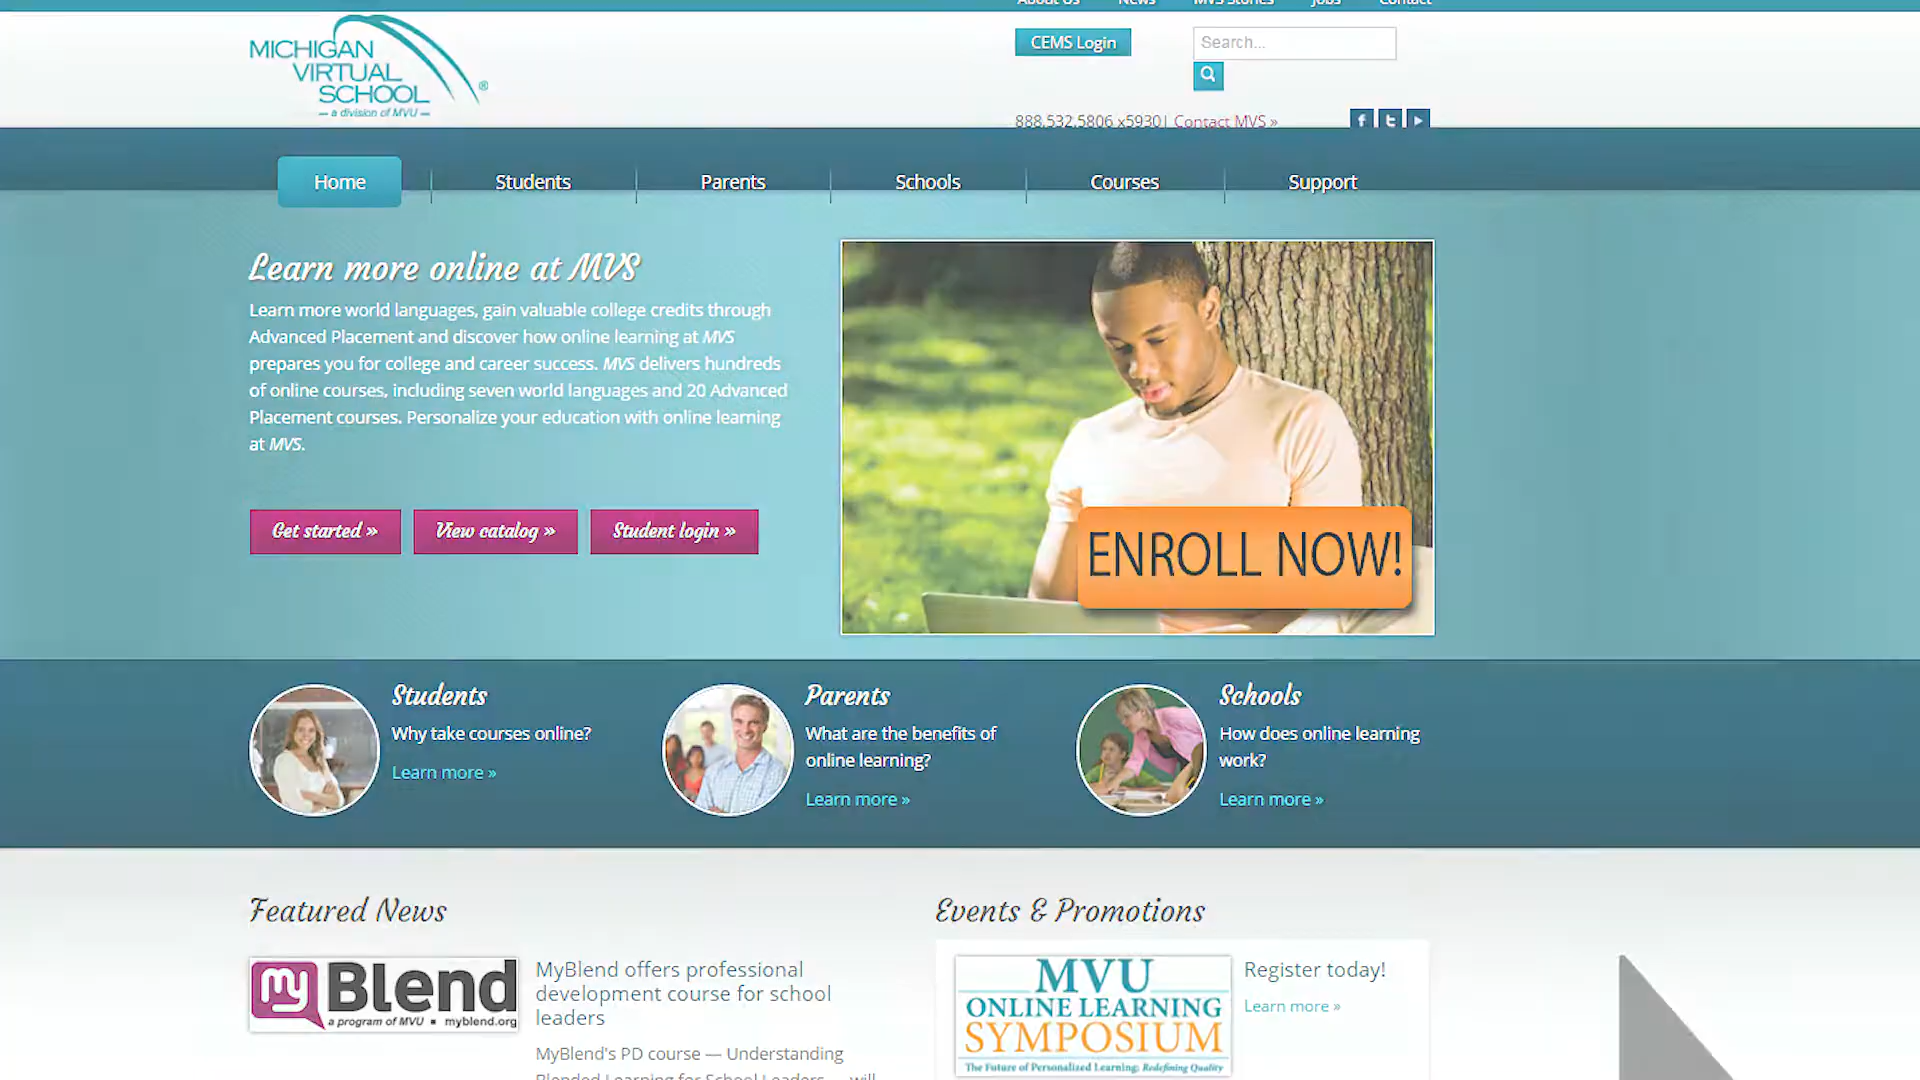 About Us News MVS Stories Jobs Contact
MICHIGAN
VIRTUAL
SCHOOL ®
— a division of MVU —
CEMS Login
Search...
888.532.5806 x5930| Contact MVS »
Home Students Parents Schools Courses Support
Learn more online at MVS
Learn more world languages, gain valuable college credits through
Advanced Placement and discover how online learning at MVS
prepares you for college and career success. MVS delivers hundreds
of online courses, including seven world languages and 20 Advanced
Placement courses. Personalize your education with online learning
at MVS.
Get started » View catalog » Student login »
ENROLL NOW!
Students
Why take courses online?
Learn more »
Parents
What are the benefits of
online learning?
Learn more »
Schools
How does online learning
work?
Learn more »
Featured News
my Blend
a program of MVU ▪ myblend.org
MyBlend offers professional
development course for school
leaders
MyBlend's PD course — Understanding
Blended Learning for School Leaders — will
Events & Promotions
MVU
ONLINE LEARNING
SYMPOSIUM
The Future of Personalized Learning: Redefining Quality
Register today!
Learn more »